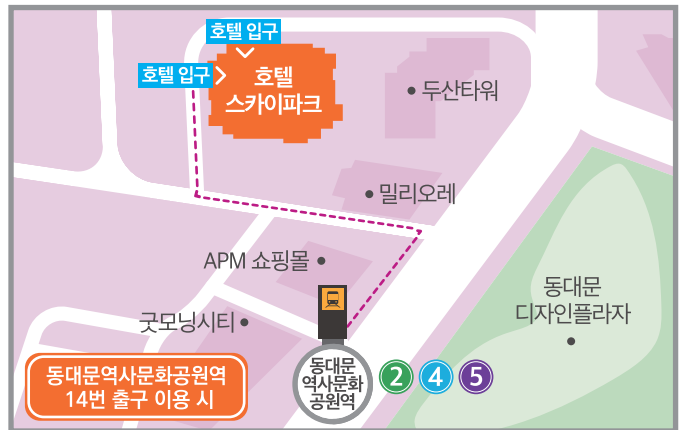 호텔 입구
호텔 입구
호텔
스카이파크
두산타워
밀리오레
APM 쇼핑몰
동대문
디자인플라자
굿모닝시티
동대문역사문화공원역
14번 출구 이용 시
동대문
역사문화
공원역
2 4 5